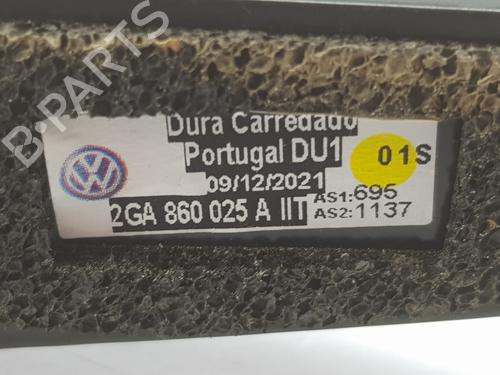 Dura Carregado
Portugal DU1
01S
09/12/2021
AS1:695
2GA 860 025 A IIT
AS2:1137
B-PARTS